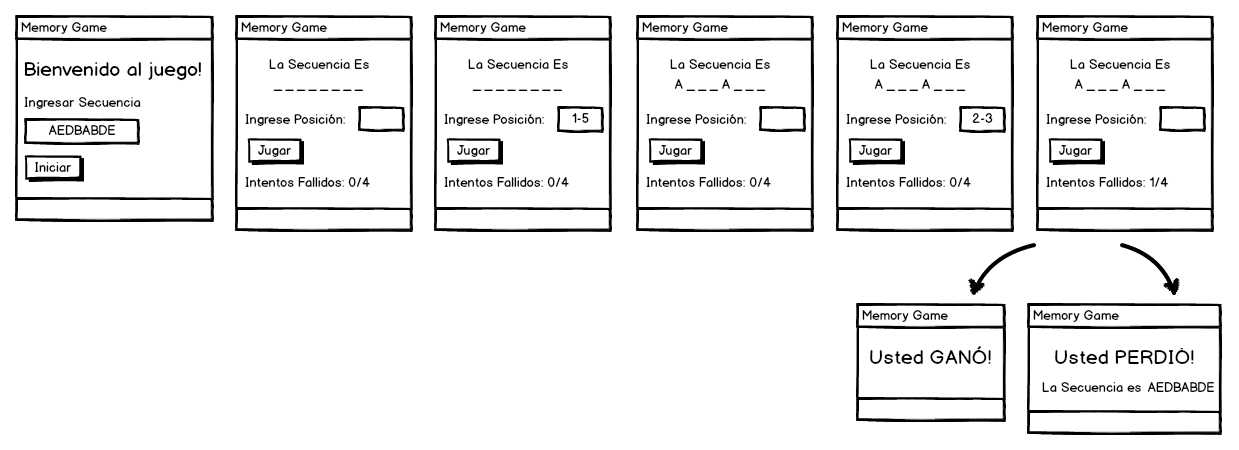 Memory Game
Bienvenido al juego!
Ingresar Secuencia
AEDBABDE
Iniciar
Memory Game
La Secuencia Es
_ _ _ _ _ _ _ _
Ingrese Posición:
Jugar
Intentos Fallidos: 0/4
Memory Game
La Secuencia Es
_ _ _ _ _ _ _ _
Ingrese Posición: 1-5
Jugar
Intentos Fallidos: 0/4
Memory Game
La Secuencia Es
A _ _ _ A _ _ _
Ingrese Posición:
Jugar
Intentos Fallidos: 0/4
Memory Game
La Secuencia Es
A _ _ _ A _ _ _
Ingrese Posición: 2-3
Jugar
Intentos Fallidos: 0/4
Memory Game
La Secuencia Es
A _ _ _ A _ _ _
Ingrese Posición:
Jugar
Intentos Fallidos: 1/4
Memory Game
Usted GANÓ!
Memory Game
Usted PERDIÓ!
La Secuencia es AEDBABDE